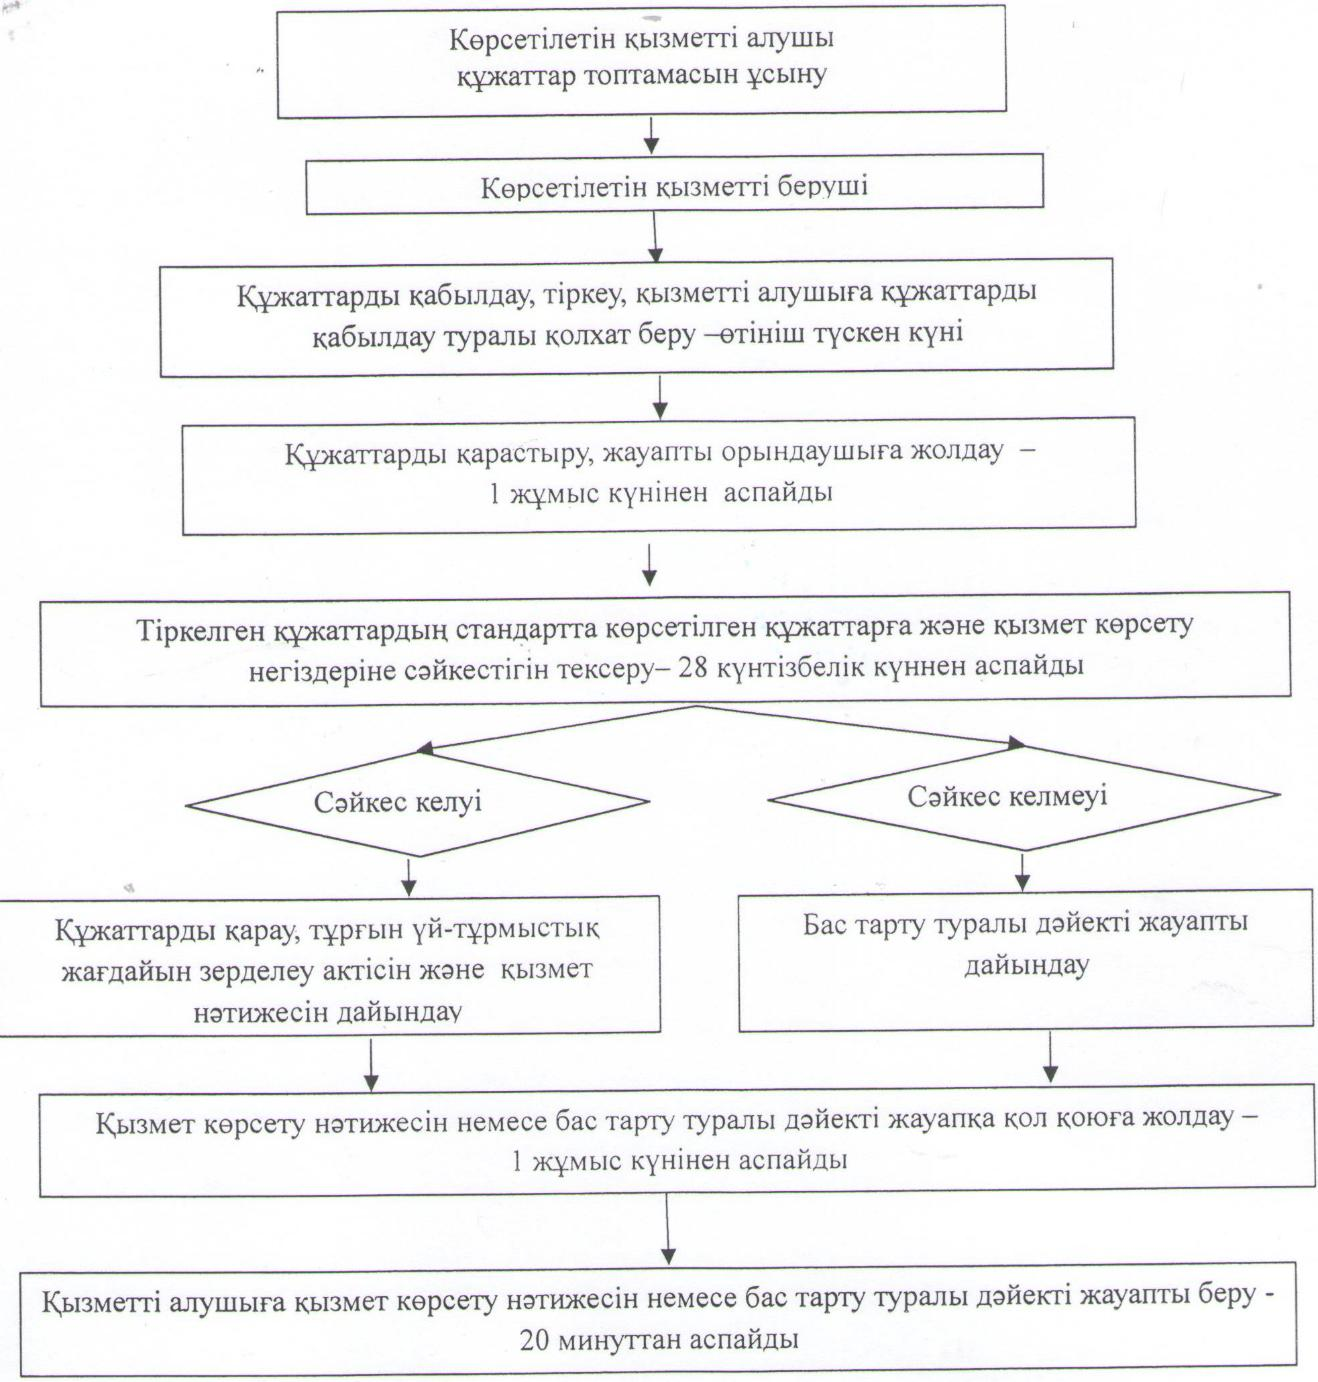 Көрсетілетін қызметті алушы
құжаттар топтамасын ұсыну
Көрсетілетін қызметті беруші
Құжаттарды қабылдау, тіркеу, қызметті алушыға құжаттарды
қабылдау туралы қолхат беру –өтініш түскен күні
Құжаттарды қарастыру, жауапты орындаушыға жолдау –
1 жұмыс күнінен аспайды
Тіркелген құжаттардың стандартта көрсетілген құжаттарға және қызмет көрсету
негіздеріне сәйкестігін тексеру– 28 күнтізбелік күннен аспайды
Сәйкес келуі
Сәйкес келмеуі
Құжаттарды қарау, тұрғын үй-тұрмыстық
жағдайын зерделеу актісін және қызмет
нәтижесін дайындау
Бас тарту туралы дәйекті жауапты
дайындау
Қызмет көрсету нәтижесін немесе бас тарту туралы дәйекті жауапқа қол қоюға жолдау –
1 жұмыс күнінен аспайды
Қызметті алушыға қызмет көрсету нәтижесін немесе бас тарту туралы дәйекті жауапты беру -
20 минуттан аспайды